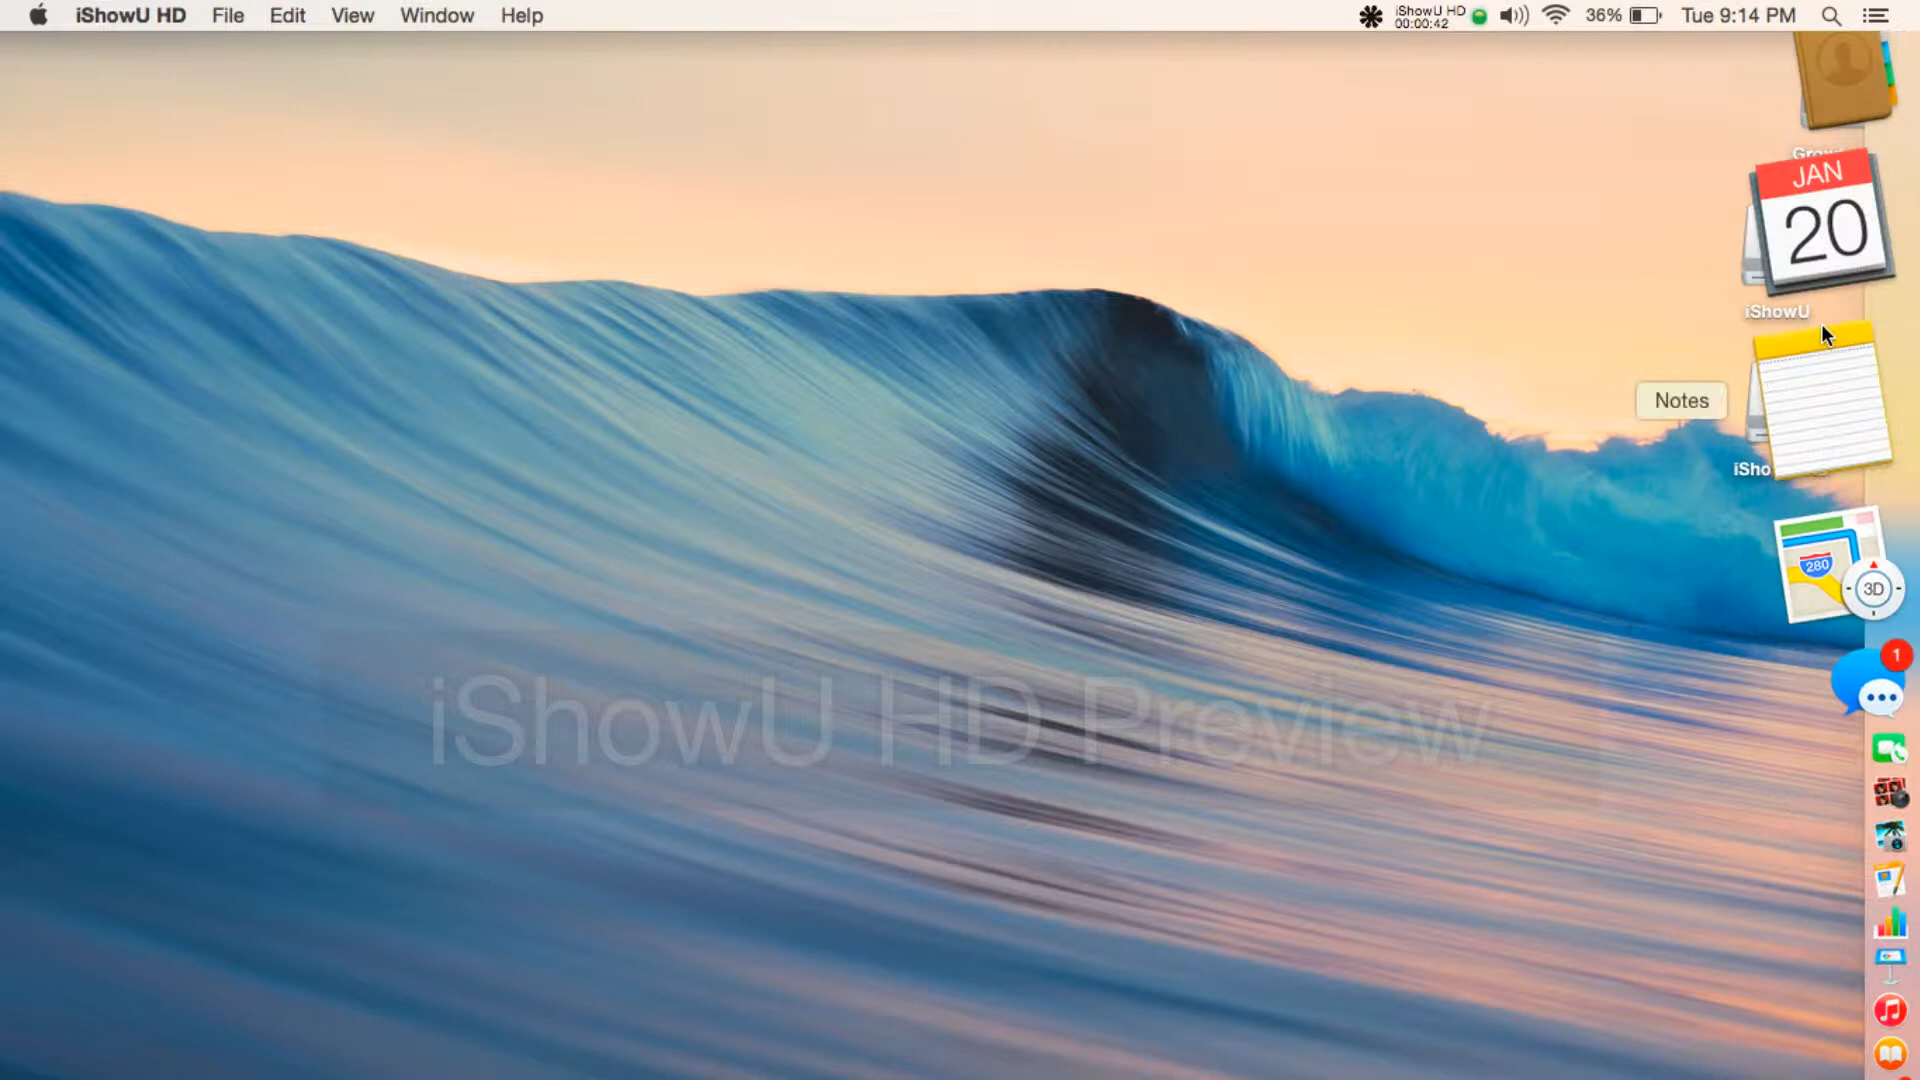 iShowU HD File Edit View Window Help
iShowU HD
00:00:42
36%
Tue 9:14 PM
JAN
20
iShowU
Notes
280
3D
1
iShowU HD Preview